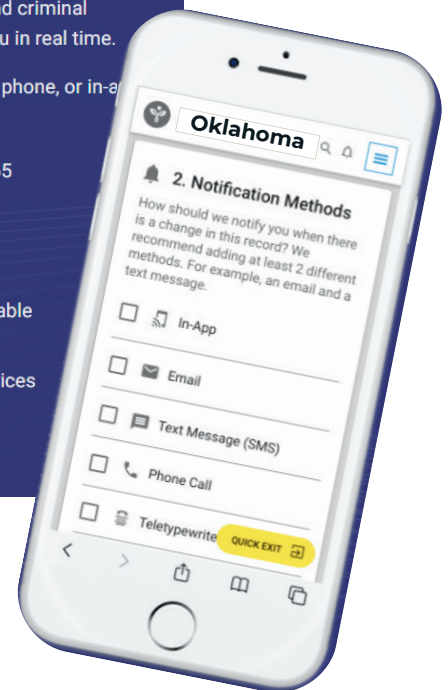 d criminal
u in real time.
phone, or in-a
5
able
ices
Oklahoma
2. Notification Methods
How should we notify you when there
is a change in this record? We
recommend adding at least 2 different
methods. For example, an email and a
text message.
In-App
Email
Text Message (SMS)
Phone Call
Teletypewrite
QUICK EXIT